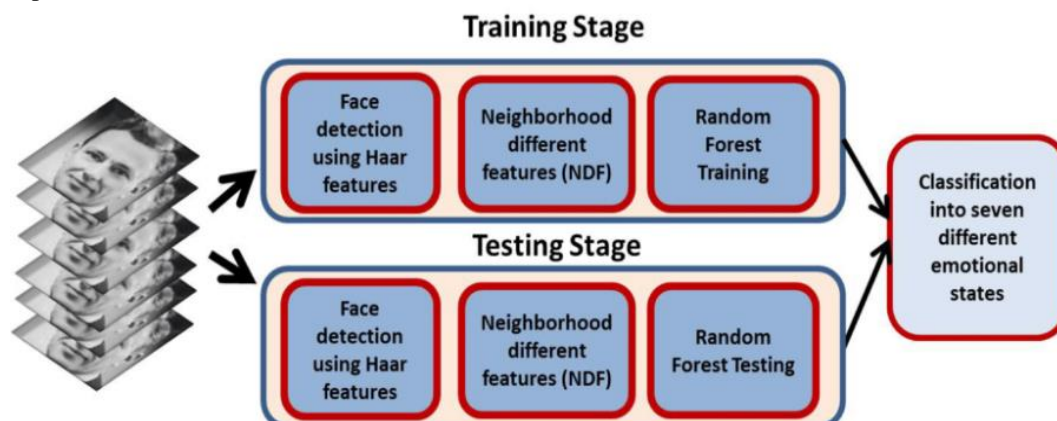 Training Stage
Face
detection
using Haar
features
Neighborhood
different
features (NDF)
Random
Forest
Training
Classification
into seven
different
emotional
states
Testing Stage
Face
detection
using Haar
features
Neighborhood
different
features (NDF)
Random
Forest Testing